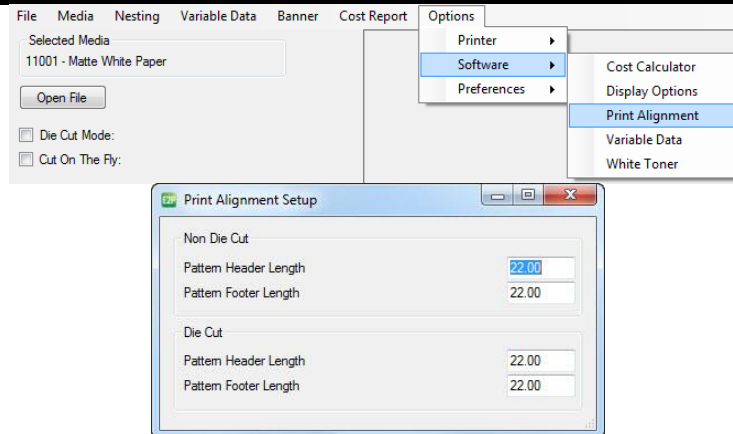 File Media Nesting Variable Data Banner Cost Report Options
Selected Media
11001 - Matte White Paper
Open File
Die Cut Mode:
Cut On The Fly:
Printer
Software
Preferences
Cost Calculator
Display Options
Print Alignment
Variable Data
White Toner
Print Alignment Setup
Non Die Cut
Pattern Header Length 22.00
Pattern Footer Length 22.00
Die Cut
Pattern Header Length 22.00
Pattern Footer Length 22.00